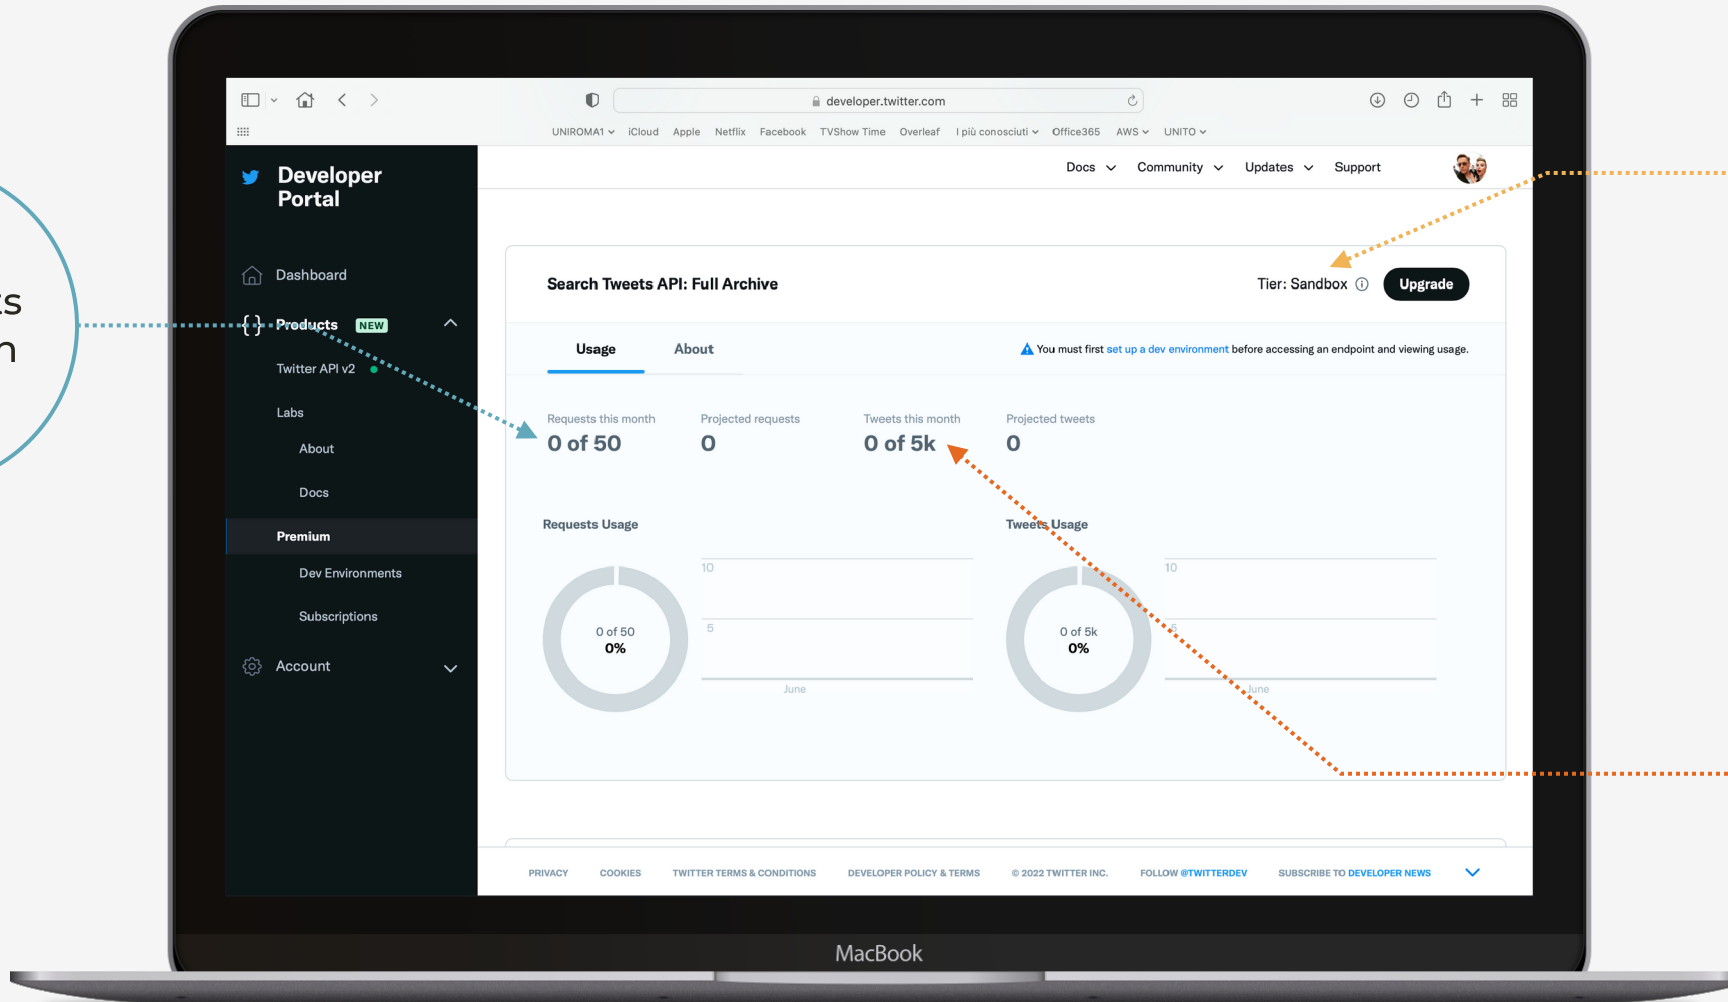 developer.twitter.com
UNIROMA1 iCloud Apple Netflix Facebook TVShow Time Overleaf I più conosciuti Office365 AWS UNITO
Developer
Portal
Docs Community Updates Support
Dashboard
Products NEW
Twitter API v2
Labs
About
Docs
Premium
Dev Environments
Subscriptions
Account
Search Tweets API: Full Archive
Tier: Sandbox Upgrade
Usage About
You must first set up a dev environment before accessing an endpoint and viewing usage.
Requests this month Projected requests Tweets this month Projected tweets
0 of 50 0 0 of 5k 0
Requests Usage
10
5
0 of 50
0%
June
Tweets Usage
10
5
0 of 5k
0%
June
PRIVACY COOKIES TWITTER TERMS & CONDITIONS DEVELOPER POLICY & TERMS © 2022 TWITTER INC. FOLLOW @TWITTERDEV SUBSCRIBE TO DEVELOPER NEWS
MacBook